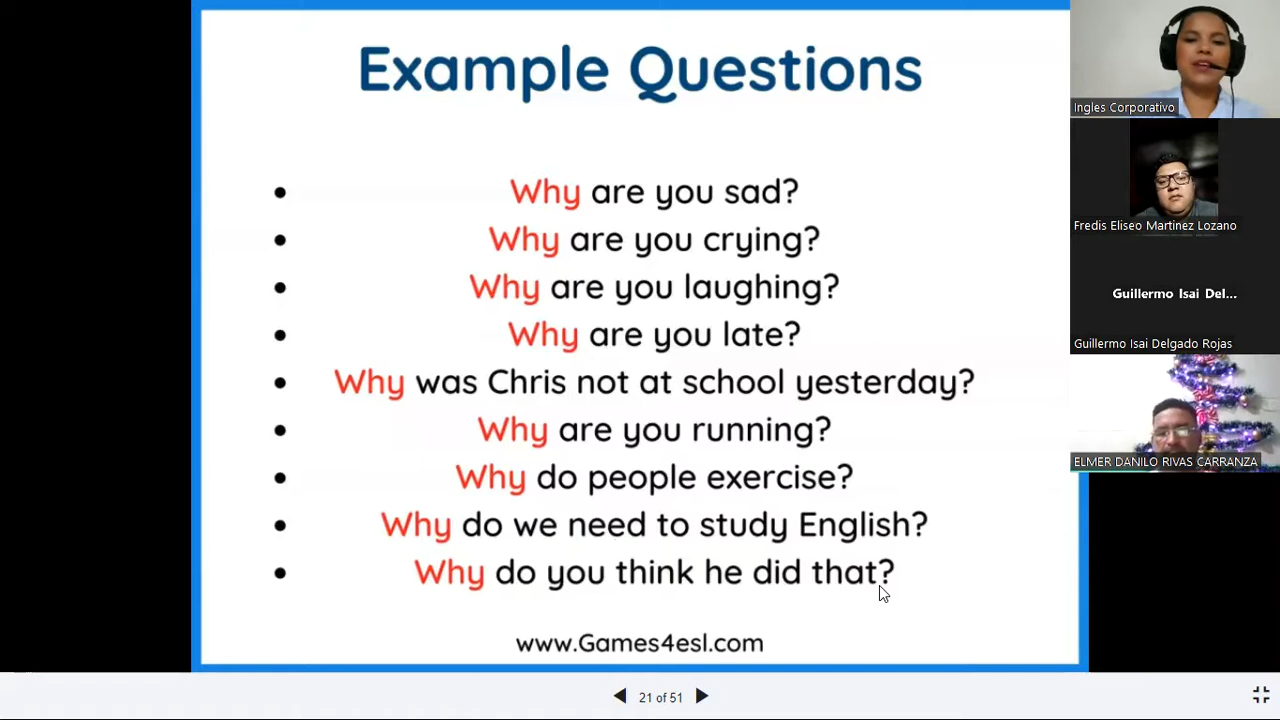 Example Questions
• Why are you sad?
• Why are you crying?
• Why are you laughing?
• Why are you late?
• Why was Chris not at school yesterday?
• Why are you running?
• Why do people exercise?
• Why do we need to study English?
• Why do you think he did that?
www.Games4esl.com
21 of 51
Ingles Corporativo
Fredis Eliseo Martinez Lozano
Guillermo Isai Del...
Guillermo Isai Delgado Rojas
ELMER DANILO RIVAS CARRANZA